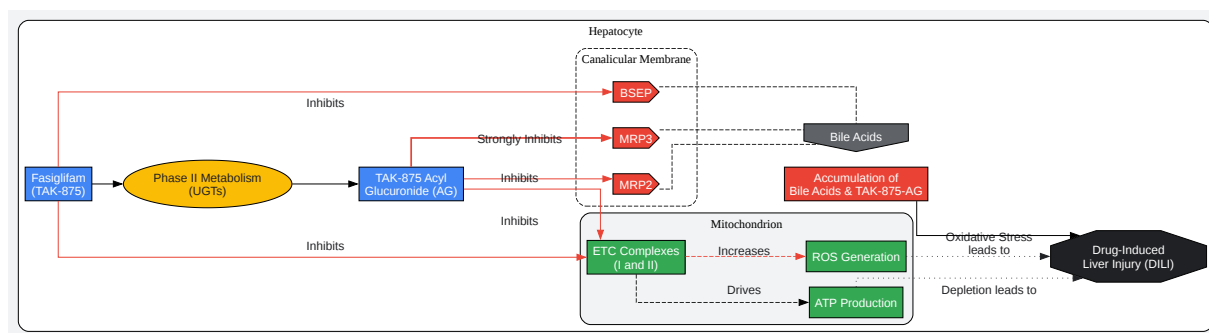 Hepatocyte
Canalicular Membrane
BSEP
Inhibits
MRP3
Strongly Inhibits
Bile Acids
Fasiglifam
(TAK-875)
Phase II Metabolism
(UGTs)
TAK-875 Acyl
Glucuronide (AG)
Inhibits
MRP2
Accumulation of
Bile Acids & TAK-875-AG
Inhibits
Mitochondrion
Inhibits
ETC Complexes
(I and II)
Increases
ROS Generation
Oxidative Stress
leads to
Drug-Induced
Liver Injury (DILI)
Drives
ATP Production
Depletion leads to